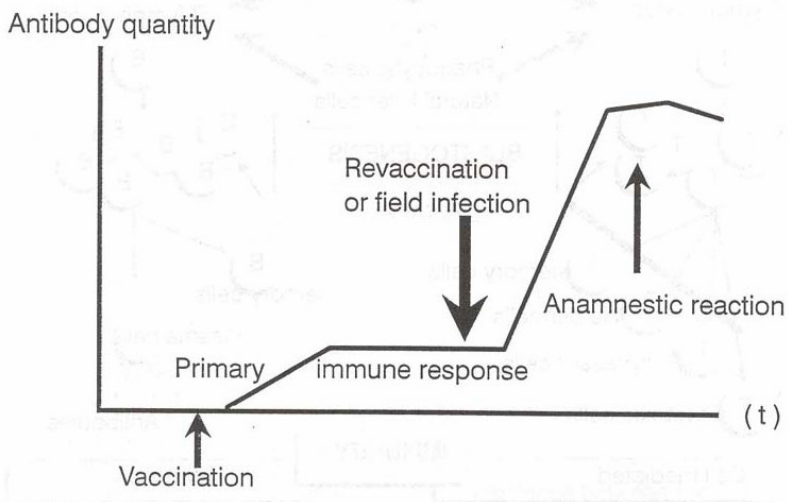 Antibody quantity
Revaccination
or field infection
Anamnestic reaction
Primary immune response
(t)
Vaccination